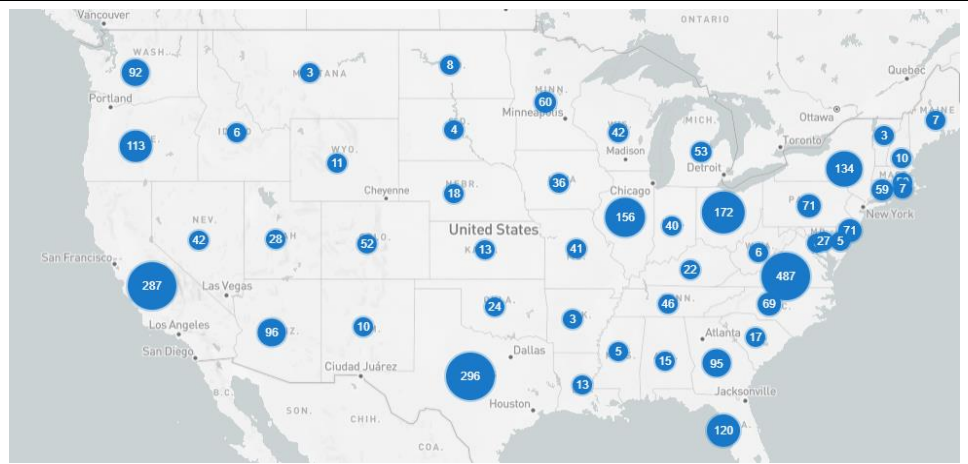 Vancouver
ONTARIO
WASH.
92
3
MONTANA
8
Quebec
Portland
MINN.
60
Minneapolis
Ottawa
MAINE
7
113
6
4
42
Madison
MICH.
53
Detroit
Toronto
3
10
WYO.
11
Cheyenne
NEBR.
18
36
Chicago
134
59
7
New York
NEV.
42
28
52
United States
13
41
156
40
172
71
71
27
5
6
San Francisco
287
Las Vegas
22
487
Los Angeles
96
10
24
3
46
69
San Diego
Ciudad Juárez
Dallas
5
15
Atlanta
95
17
296
Houston
13
Jacksonville
B.C.
SON.
CHIH.
COA.
120